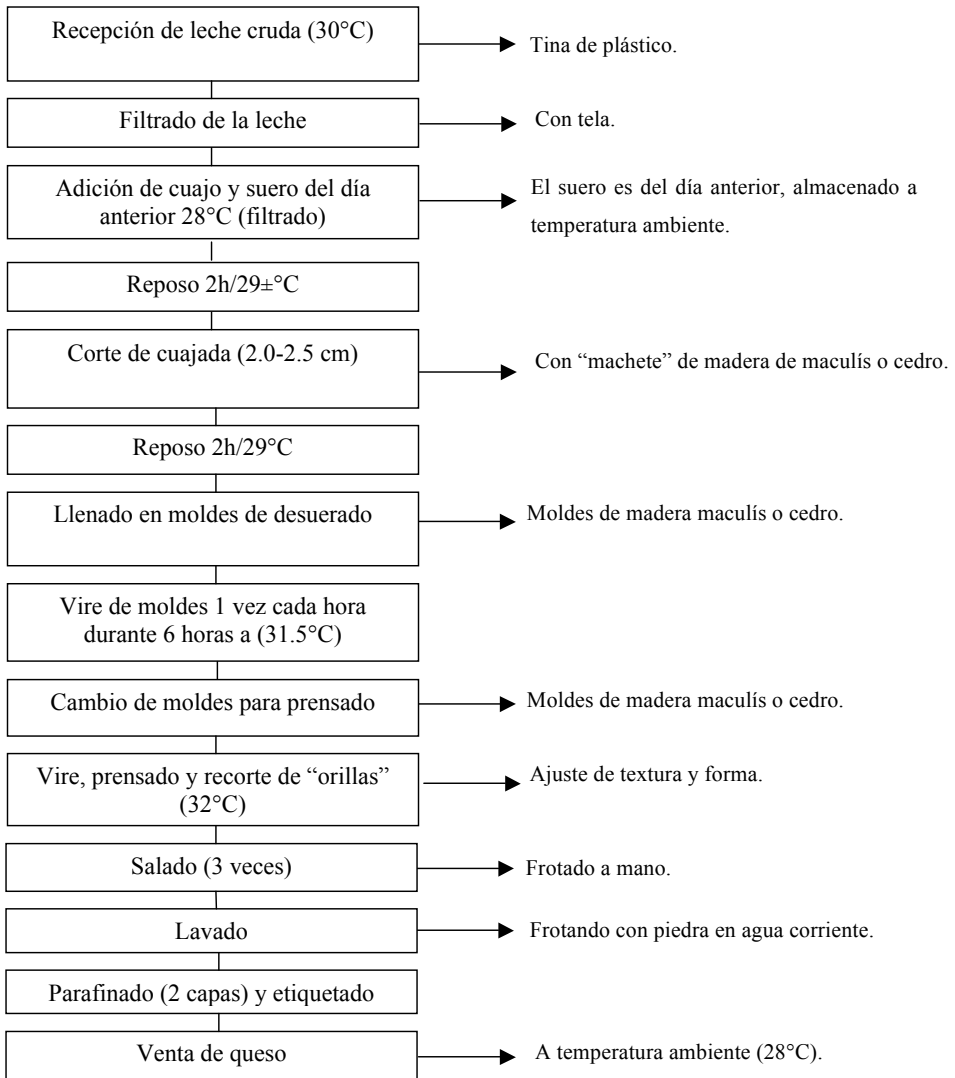 Recepción de leche cruda (30°C)
Tina de plástico.
Filtrado de la leche
Con tela.
Adición de cuajo y suero del día
anterior 28°C (filtrado)
El suero es del día anterior, almacenado a
temperatura ambiente.
Reposo 2h/29±°C
Corte de cuajada (2.0-2.5 cm)
Con “machete” de madera de maculís o cedro.
Reposo 2h/29°C
Llenado en moldes de desuerado
Moldes de madera maculís o cedro.
Vire de moldes 1 vez cada hora
durante 6 horas a (31.5°C)
Cambio de moldes para prensado
Moldes de madera maculís o cedro.
Vire, prensado y recorte de “orillas”
(32°C)
Ajuste de textura y forma.
Salado (3 veces)
Frotado a mano.
Lavado
Frotando con piedra en agua corriente.
Parafinado (2 capas) y etiquetado
Venta de queso
A temperatura ambiente (28°C).